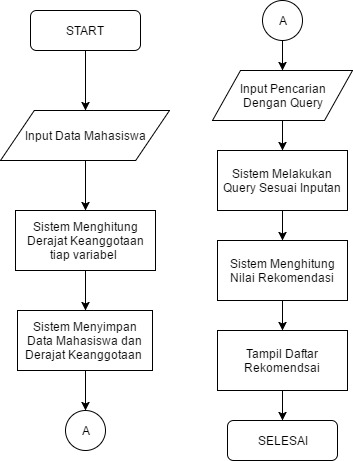 START
Input Data Mahasiswa
Sistem Menghitung
Derajat Keanggotaan
tiap variabel
Sistem Menyimpan
Data Mahasiswa dan
Derajat Keanggotaan
A
A
Input Pencarian
Dengan Query
Sistem Melakukan
Query Sesuai Inputan
Sistem Menghitung
Nilai Rekomendasi
Tampil Daftar
Rekomendsai
SELESAI